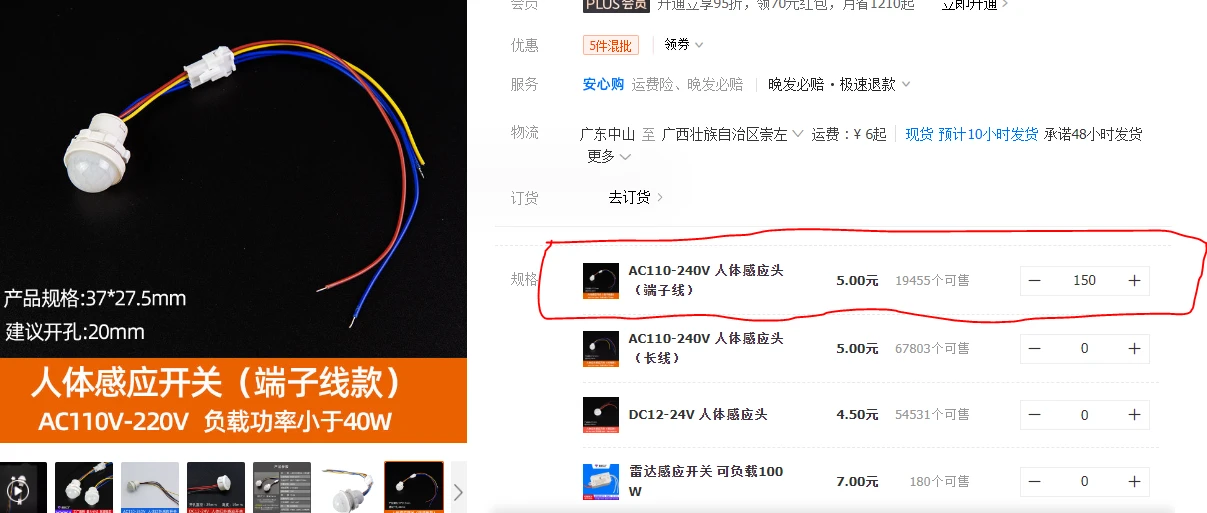 会员 PLUS会员 开通立享95折，领70元红包，月省1210起 立即开通
优惠 5件混批 领券
服务 安心购 运费险、晚发必赔 晚发必赔·极速退款
物流 广东中山 至 广西壮族自治区崇左 运费：¥ 6起 现货 预计10小时发货 承诺48小时发货
更多
订货 去订货
产品规格:37*27.5mm
建议开孔:20mm
人体感应开关（端子线款）
AC110V-220V 负载功率小于40W
规格
AC110-240V 人体感应头
（端子线）
5.00元 19455个可售 － 150 ＋
AC110-240V 人体感应头
（长线）
5.00元 67803个可售 － 0 ＋
DC12-24V 人体感应头 4.50元 54531个可售 － 0 ＋
雷达感应开关 可负载100
W
7.00元 180个可售 － 0 ＋